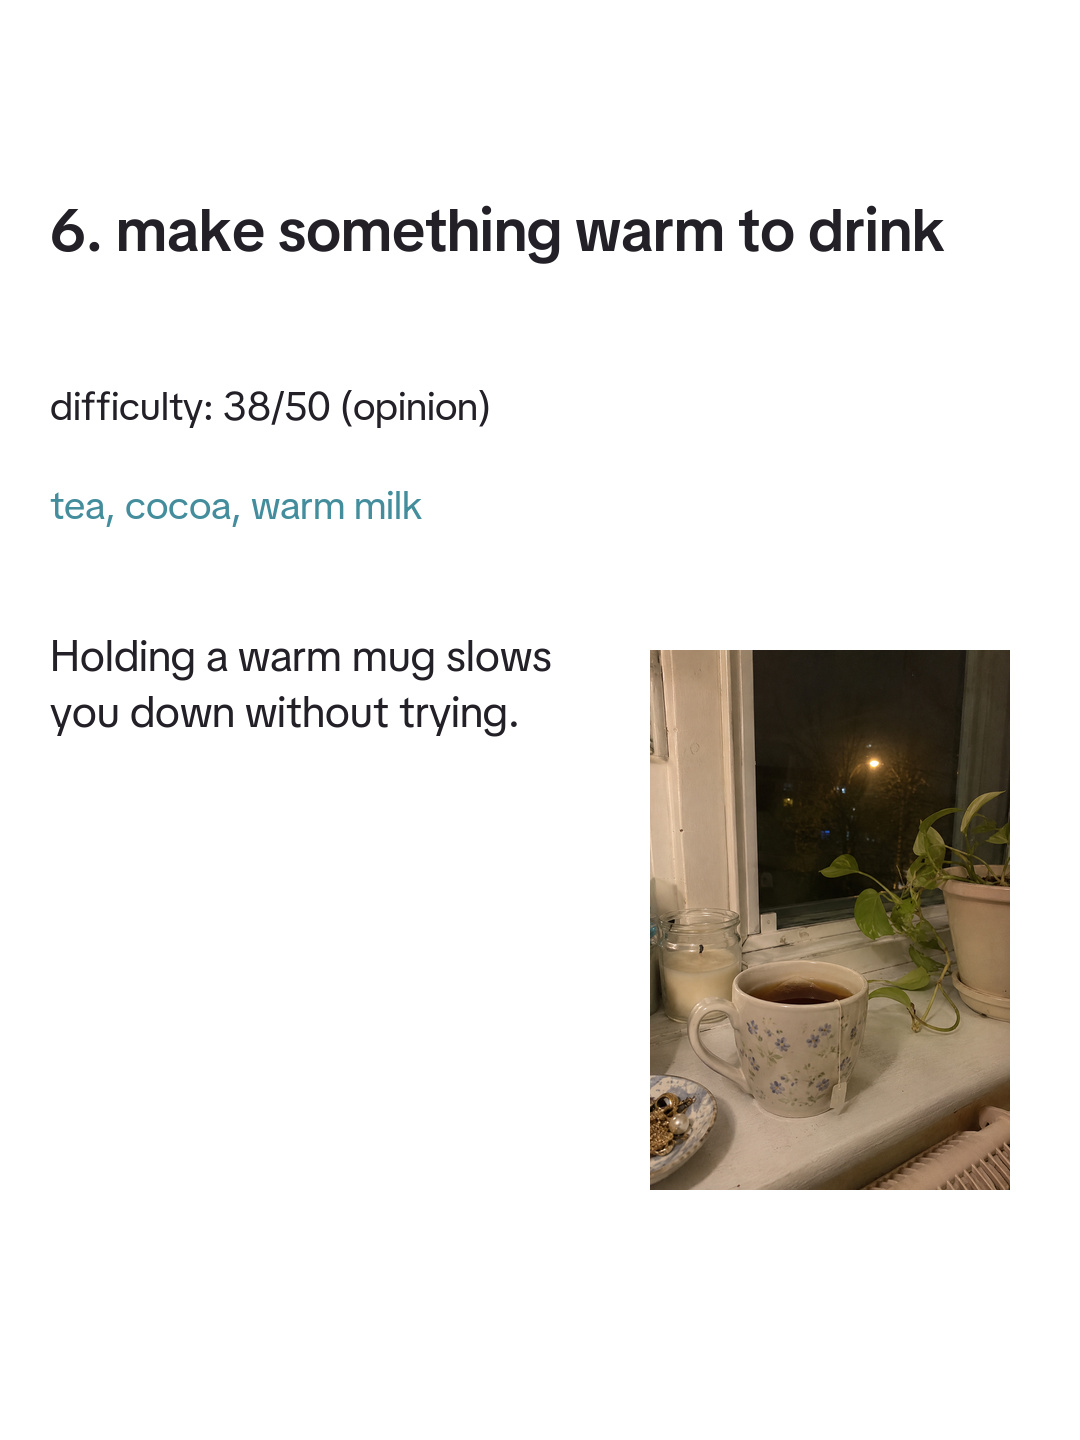 6. make something warm to drink
difficulty: 38/50 (opinion)
tea, cocoa, warm milk
Holding a warm mug slows
you down without trying.